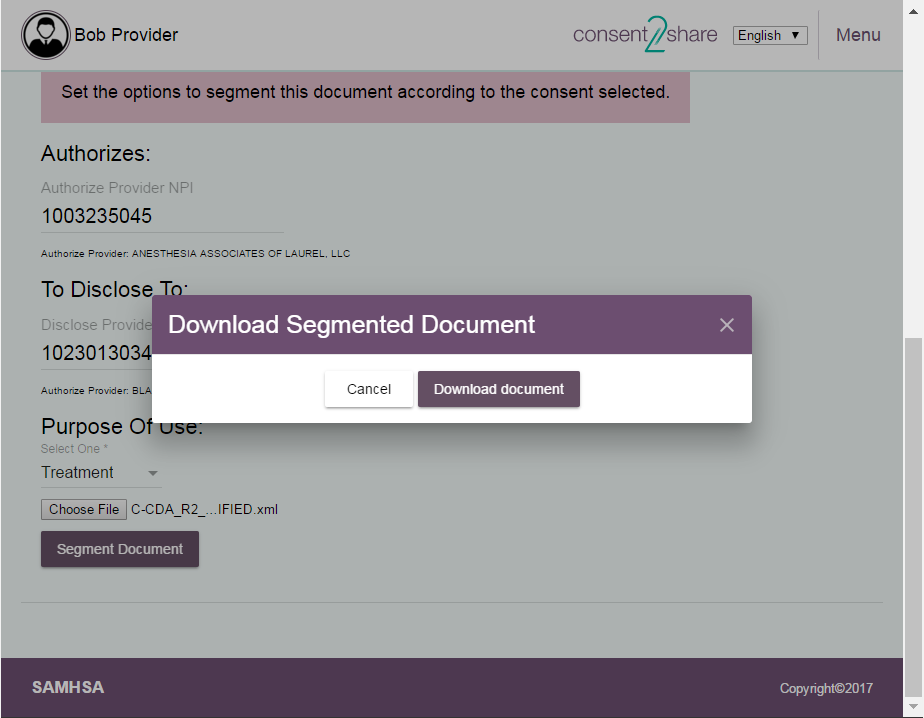 Bob Provider
consent2share
English
Menu
Set the options to segment this document according to the consent selected.
Authorizes:
Authorize Provider NPI
1003235045
Authorize Provider: ANESTHESIA ASSOCIATES OF LAUREL, LLC
To Disclose To:
Disclose Provide
1023013034
Authorize Provider: BLA
Download Segmented Document
Cancel
Download document
Purpose Of Use:
Select One *
Treatment
Choose File C-CDA_R2_...IFIED.xml
Segment Document
SAMHSA
Copyright©2017